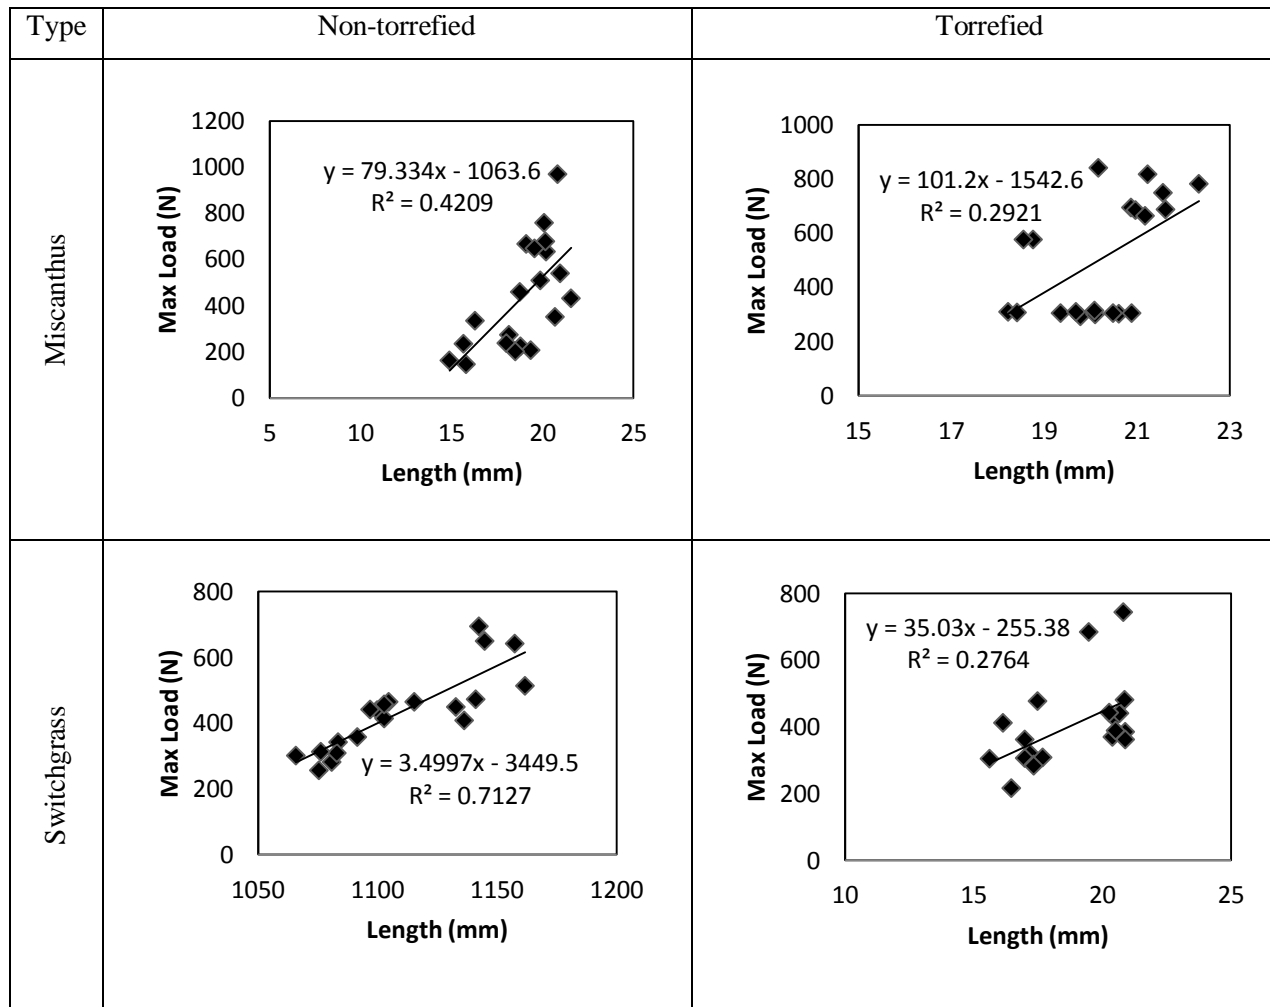 Type
Non-torrefied
Torrefied
Miscanthus
Max Load (N)
1200
1000
800
600
400
200
0
y = 79.334x - 1063.6
R² = 0.4209
5
10
15
20
25
Length (mm)
Max Load (N)
1000
800
600
400
200
0
y = 101.2x - 1542.6
R² = 0.2921
15
17
19
21
23
Length (mm)
Switchgrass
Max Load (N)
800
600
400
200
0
y = 3.4997x - 3449.5
R² = 0.7127
1050
1100
1150
1200
Length (mm)
Max Load (N)
800
600
400
200
0
y = 35.03x - 255.38
R² = 0.2764
10
15
20
25
Length (mm)